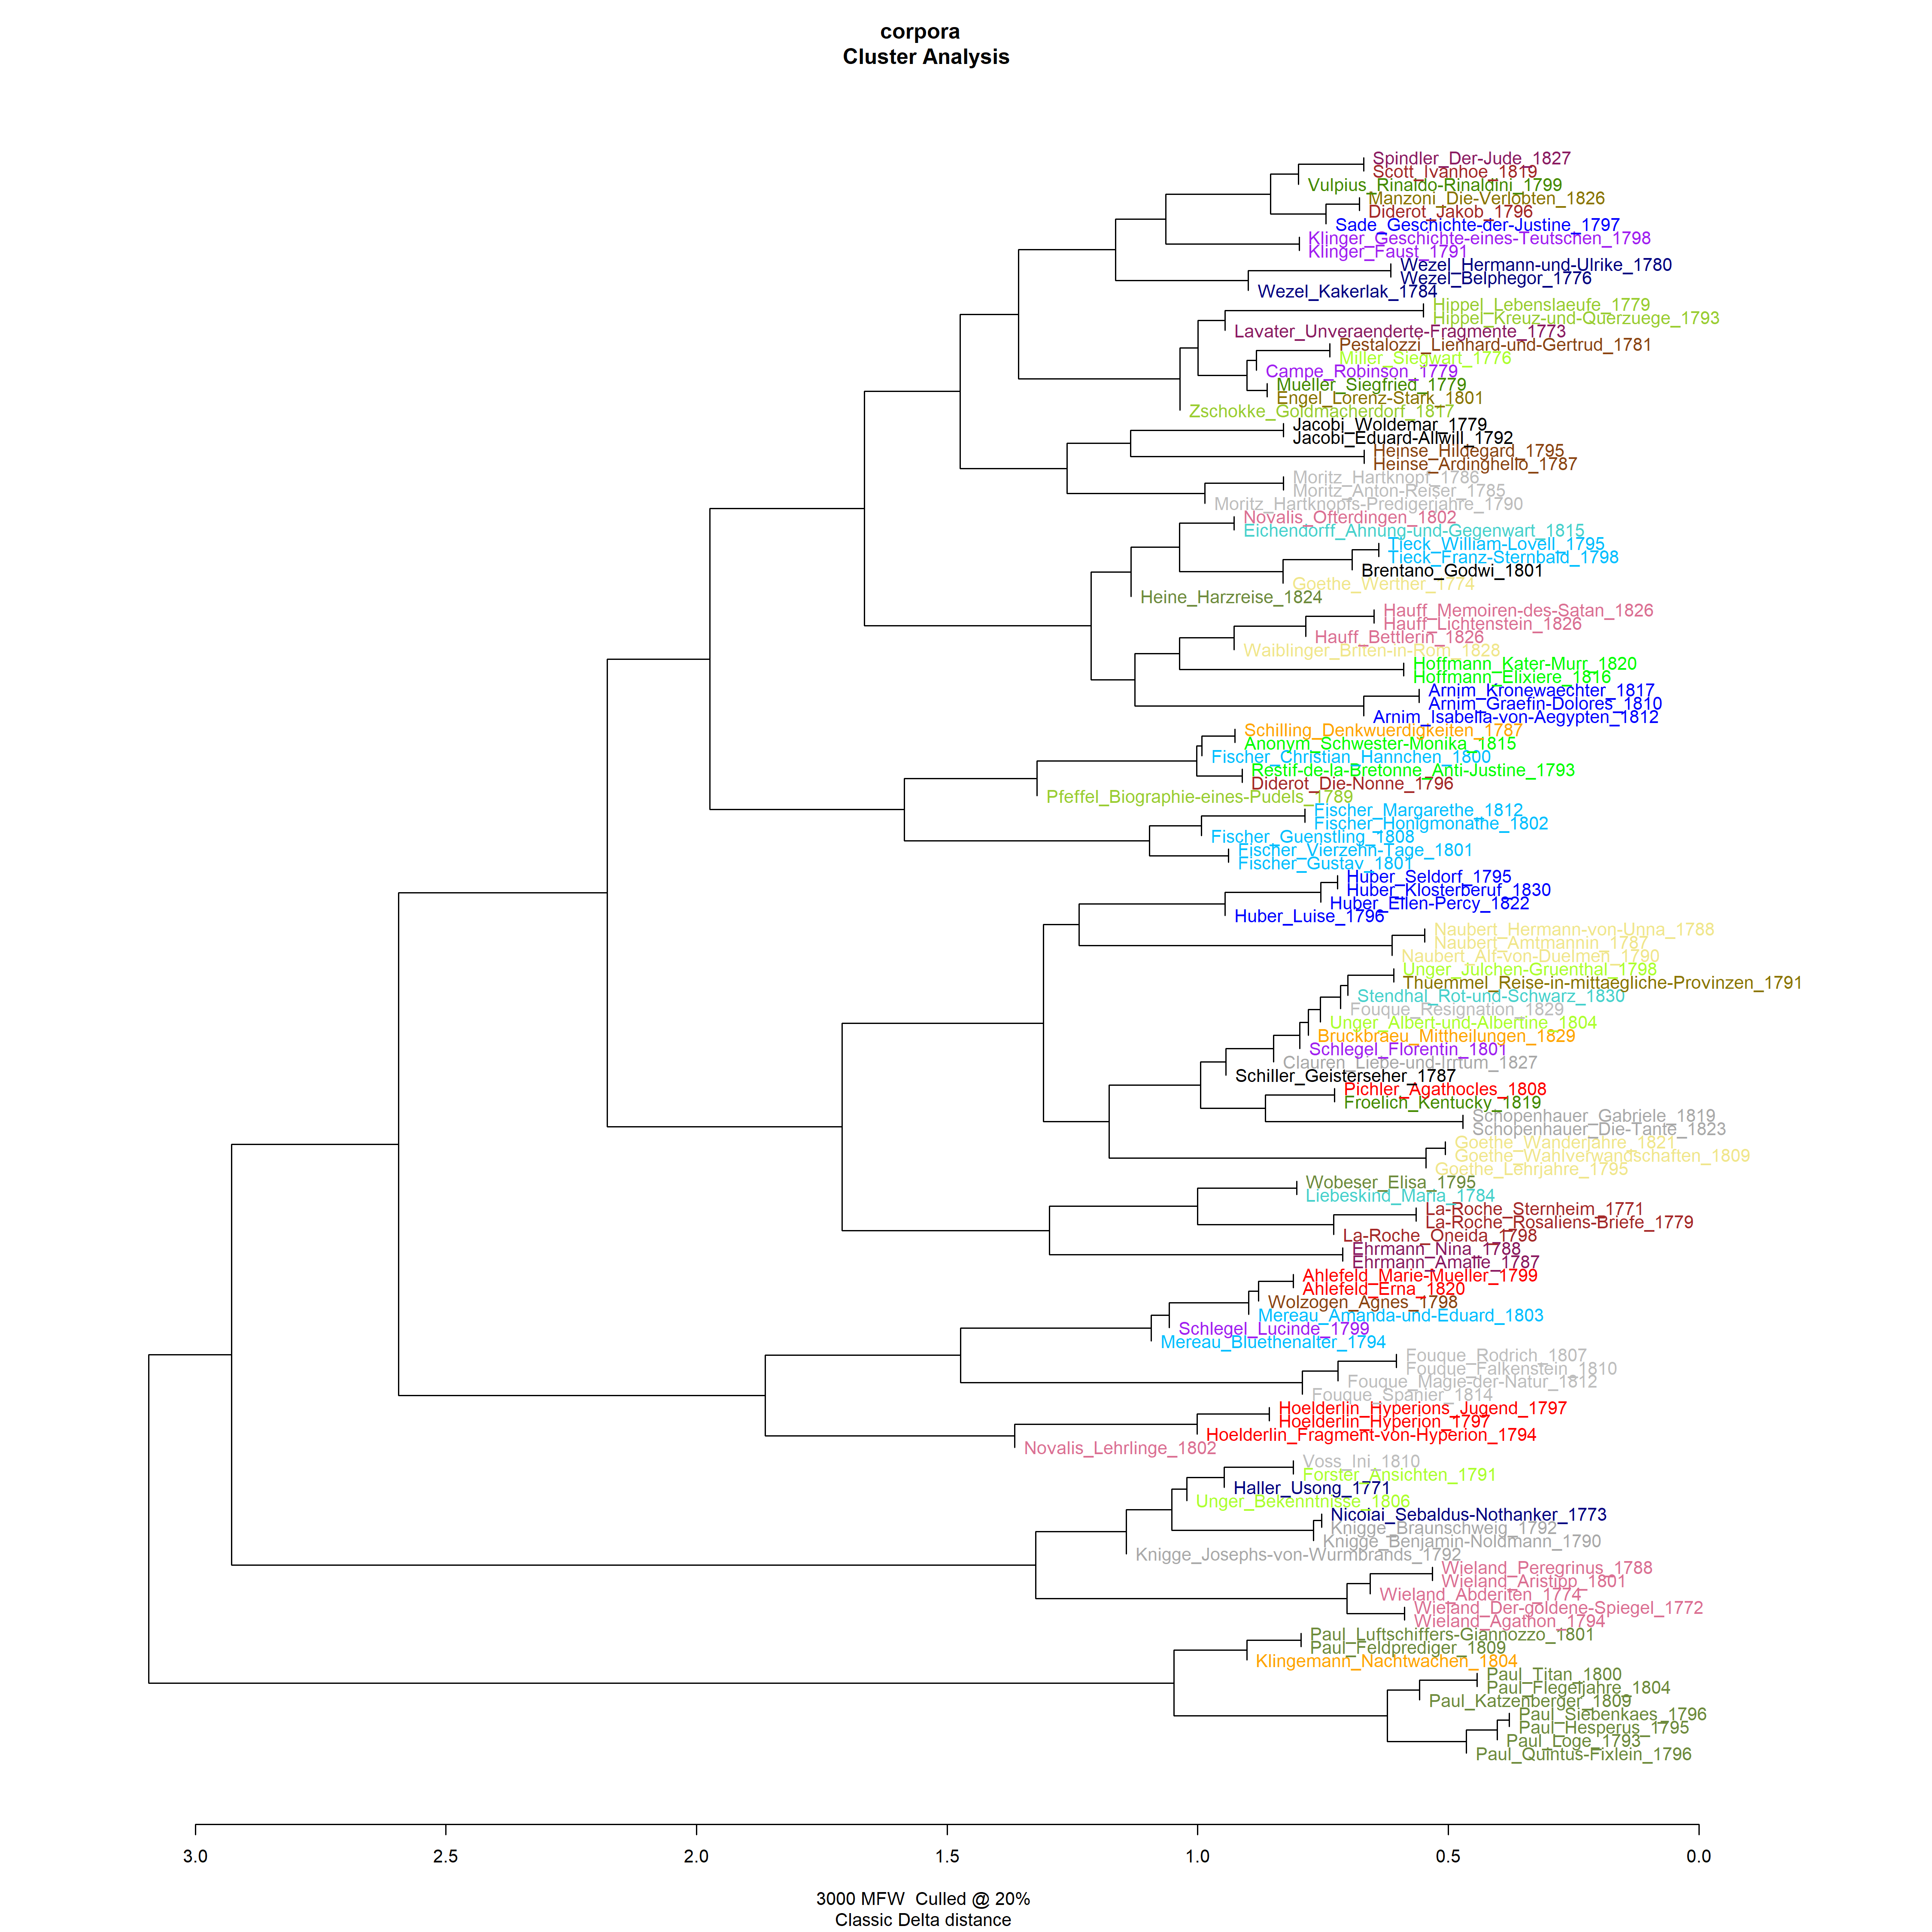 corpora
Cluster Analysis
Spindler_Der-Jude_1827
Scott_Ivanhoe_1819
Vulpius_Rinaldo-Rinaldini_1799
Manzoni_Die-Verlobten_1826
Diderot_Jakob_1796
Sade_Geschichte-der-Justine_1797
Klinger_Geschichte-eines-Teutschen_1798
Klinger_Faust_1791
Wezel_Hermann-und-Ulrike_1780
Wezel_Belphegor_1776
Wezel_Kakerlak_1784
Hippel_Lebenslaeufe_1779
Hippel_Kreuz-und-Querzuege_1793
Lavater_Unveraenderte-Fragmente_1773
Pestalozzi_Lienhard-und-Gertrud_1781
Miller_Siegwart_1776
Campe_Robinson_1779
Mueller_Siegfried_1779
Engel_Lorenz-Stark_1801
Zschokke_Goldmacherdorf_1817
Jacobi_Woldemar_1779
Jacobi_Eduard-Allwill_1792
Heinse_Hildegard_1795
Heinse_Ardinghello_1787
Moritz_Hartknopf_1786
Moritz_Anton-Reiser_1785
Moritz_Hartknopfs-Predigerjahre_1790
Novalis_Ofterdingen_1802
Eichendorff_Ahnung-und-Gegenwart_1815
Tieck_William-Lovell_1795
Tieck_Franz-Sternbald_1798
Brentano_Godwi_1801
Goethe_Werther_1774
Heine_Harzreise_1824
Hauff_Memoiren-des-Satan_1826
Hauff_Lichtenstein_1826
Hauff_Bettlerin_1826
Waiblinger_Briten-in-Rom_1828
Hoffmann_Kater-Murr_1820
Hoffmann_Elixiere_1816
Arnim_Kronewaechter_1817
Arnim_Graefin-Dolores_1810
Arnim_Isabella-von-Aegypten_1812
Schilling_Denkwuerdigkeiten_1787
Anonym_Schwester-Monika_1815
Fischer_Christian_Hannchen_1800
Restif-de-la-Bretonne_Anti-Justine_1793
Diderot_Die-Nonne_1796
Pfeffel_Biographie-eines-Pudels_1789
Fischer_Margarethe_1812
Fischer_Honigmonathe_1802
Fischer_Guenstling_1808
Fischer_Vierzehn-Tage_1801
Fischer_Gustav_1801
Huber_Seldorf_1795
Huber_Klosterberuf_1830
Huber_Ellen-Percy_1822
Huber_Luise_1796
Naubert_Hermann-von-Unna_1788
Naubert_Amtmannin_1787
Naubert_Alf-von-Duelmen_1790
Unger_Julchen-Gruenthal_1798
Thuemmel_Reise-in-mittaegliche-Provinzen_1791
Stendhal_Rot-und-Schwarz_1830
Fouque_Resignation_1829
Unger_Albert-und-Albertine_1804
Bruckbraeu_Mittheilungen_1829
Schlegel_Florentin_1801
Clauren_Liebe-und-Irrtum_1827
Schiller_Geisterseher_1787
Pichler_Agathocles_1808
Froelich_Kentucky_1819
Schopenhauer_Gabriele_1819
Schopenhauer_Die-Tante_1823
Goethe_Wanderjahre_1821
Goethe_Wahlverwandschaften_1809
Goethe_Lehrjahre_1795
Wobeser_Elisa_1795
Liebeskind_Maria_1784
La-Roche_Sternheim_1771
La-Roche_Rosaliens-Briefe_1779
La-Roche_Oneida_1798
Ehrmann_Nina_1788
Ehrmann_Amalie_1787
Ahlefeld_Marie-Mueller_1799
Ahlefeld_Erna_1820
Wolzogen_Agnes_1798
Mereau_Amanda-und-Eduard_1803
Schlegel_Lucinde_1799
Mereau_Bluethenalter_1794
Fouque_Rodrich_1807
Fouque_Falkenstein_1810
Fouque_Magie-der-Natur_1812
Fouque_Spanier_1814
Hoelderlin_Hyperions_Jugend_1797
Hoelderlin_Hyperion_1797
Hoelderlin_Fragment-von-Hyperion_1794
Novalis_Lehrlinge_1802
Voss_Ini_1810
Forster_Ansichten_1791
Haller_Usong_1771
Unger_Bekenntnisse_1806
Nicolai_Sebaldus-Nothanker_1773
Knigge_Braunschweig_1792
Knigge_Benjamin-Noldmann_1790
Knigge_Josephs-von-Wurmbrands_1792
Wieland_Peregrinus_1788
Wieland_Aristipp_1801
Wieland_Abderiten_1774
Wieland_Der-goldene-Spiegel_1772
Wieland_Agathon_1794
Paul_Luftschiffers-Giannozzo_1801
Paul_Feldprediger_1809
Klingemann_Nachtwachen_1804
Paul_Titan_1800
Paul_Flegeljahre_1804
Paul_Katzenberger_1809
Paul_Siebenkaes_1796
Paul_Hesperus_1795
Paul_Loge_1793
Paul_Quintus-Fixlein_1796
3.0 2.5 2.0 1.5 1.0 0.5 0.0
3000 MFW Culled @ 20%
Classic Delta distance